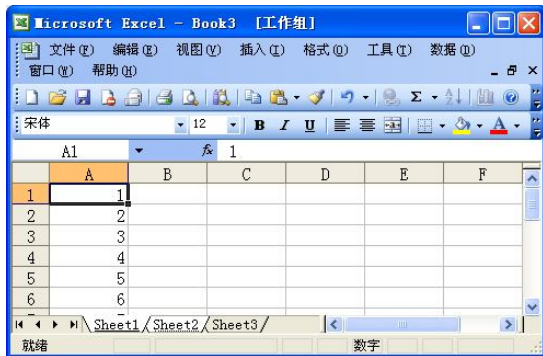 Microsoft Excel - Book3 [工作组]
文件(F) 编辑(E) 视图(V) 插入(I) 格式(O) 工具(T) 数据(D)
窗口(W) 帮助(H)
宋体 12 B I U A
A1 fx 1
A B C D E F
1 1
2 2
3 3
4 4
5 5
6 6
Sheet1 Sheet2 Sheet3
就绪 数字